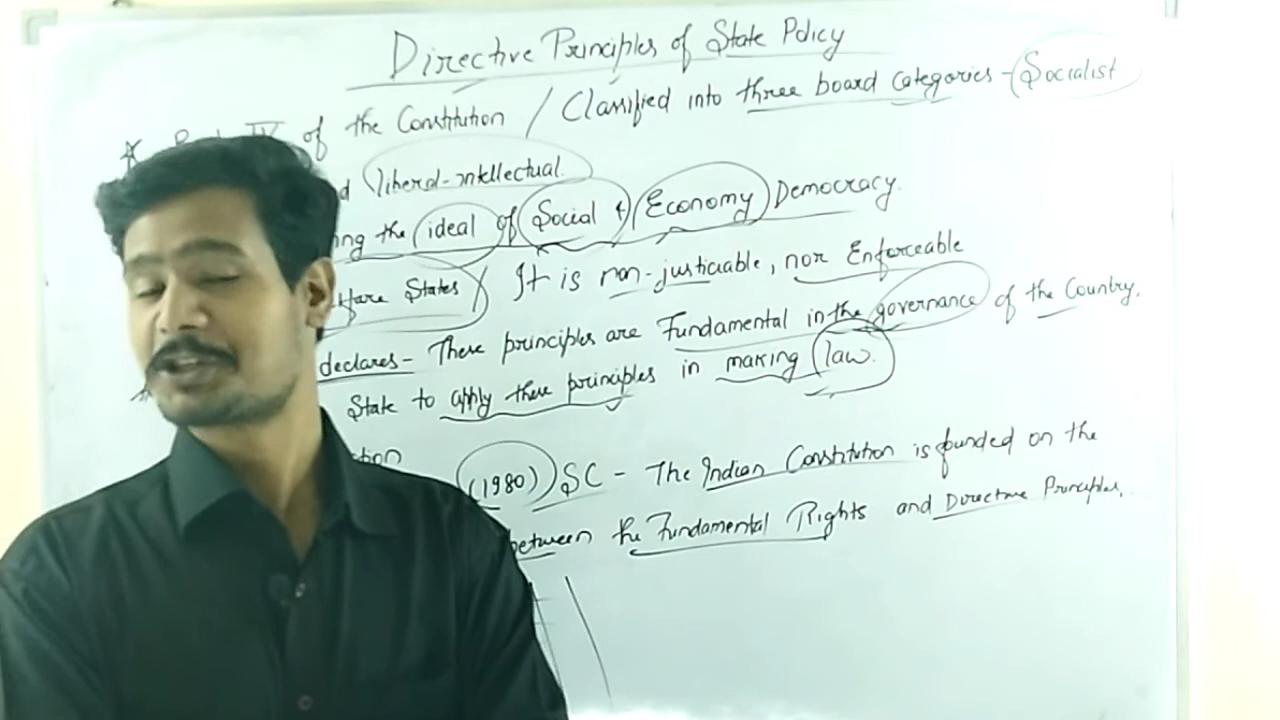 Directive Principles of State Policy
IV of the Constitution / Classified into three board categories - Socialist
liberal-intellectual.
the ideal of Social & Economy Democracy.
States / It is non-justiciable, nor Enforceable
declares - These principles are Fundamental in the governance of the Country,
State to apply these principles in making law.
(1980) SC - The Indian Constitution is founded on the
between the Fundamental Rights and Directive Principles.